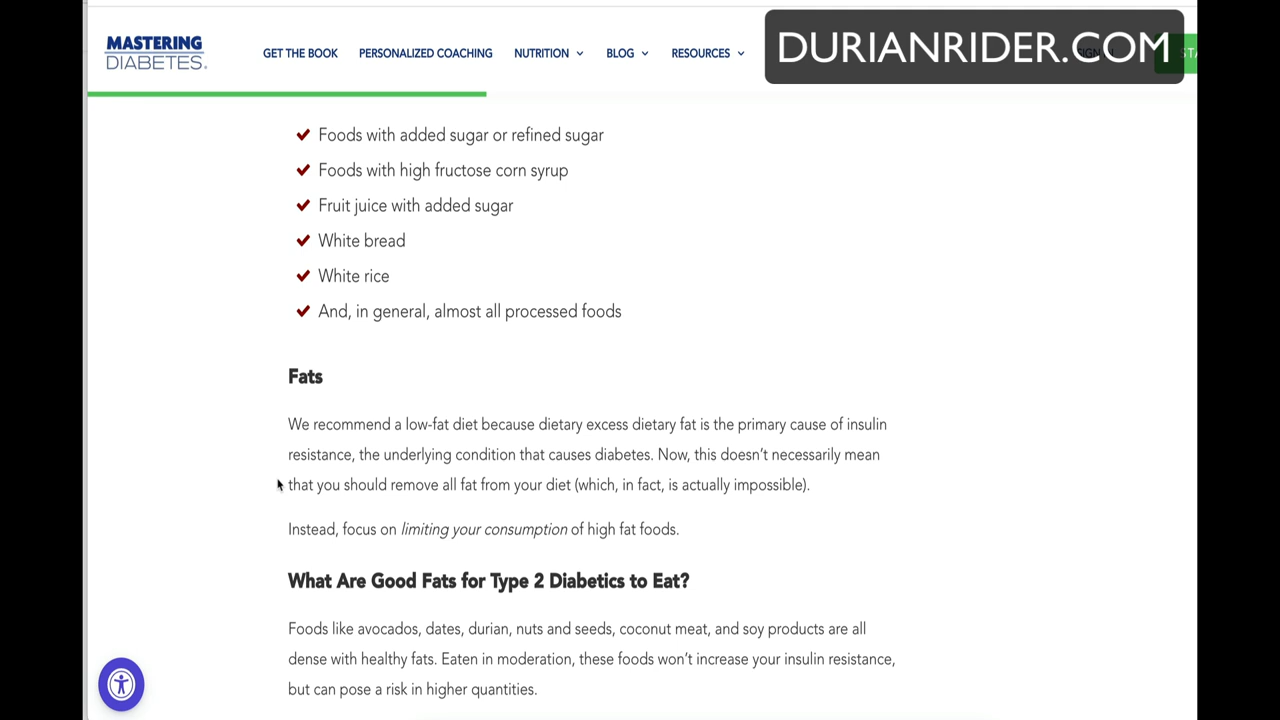 MASTERING
DIABETES.
GET THE BOOK PERSONALIZED COACHING NUTRITION BLOG RESOURCES
DURIANRIDER.COM
STA
Foods with added sugar or refined sugar
Foods with high fructose corn syrup
Fruit juice with added sugar
White bread
White rice
And, in general, almost all processed foods
Fats
We recommend a low-fat diet because dietary excess dietary fat is the primary cause of insulin
resistance, the underlying condition that causes diabetes. Now, this doesn't necessarily mean
that you should remove all fat from your diet (which, in fact, is actually impossible).
Instead, focus on limiting your consumption of high fat foods.
What Are Good Fats for Type 2 Diabetics to Eat?
Foods like avocados, dates, durian, nuts and seeds, coconut meat, and soy products are all
dense with healthy fats. Eaten in moderation, these foods won't increase your insulin resistance,
but can pose a risk in higher quantities.